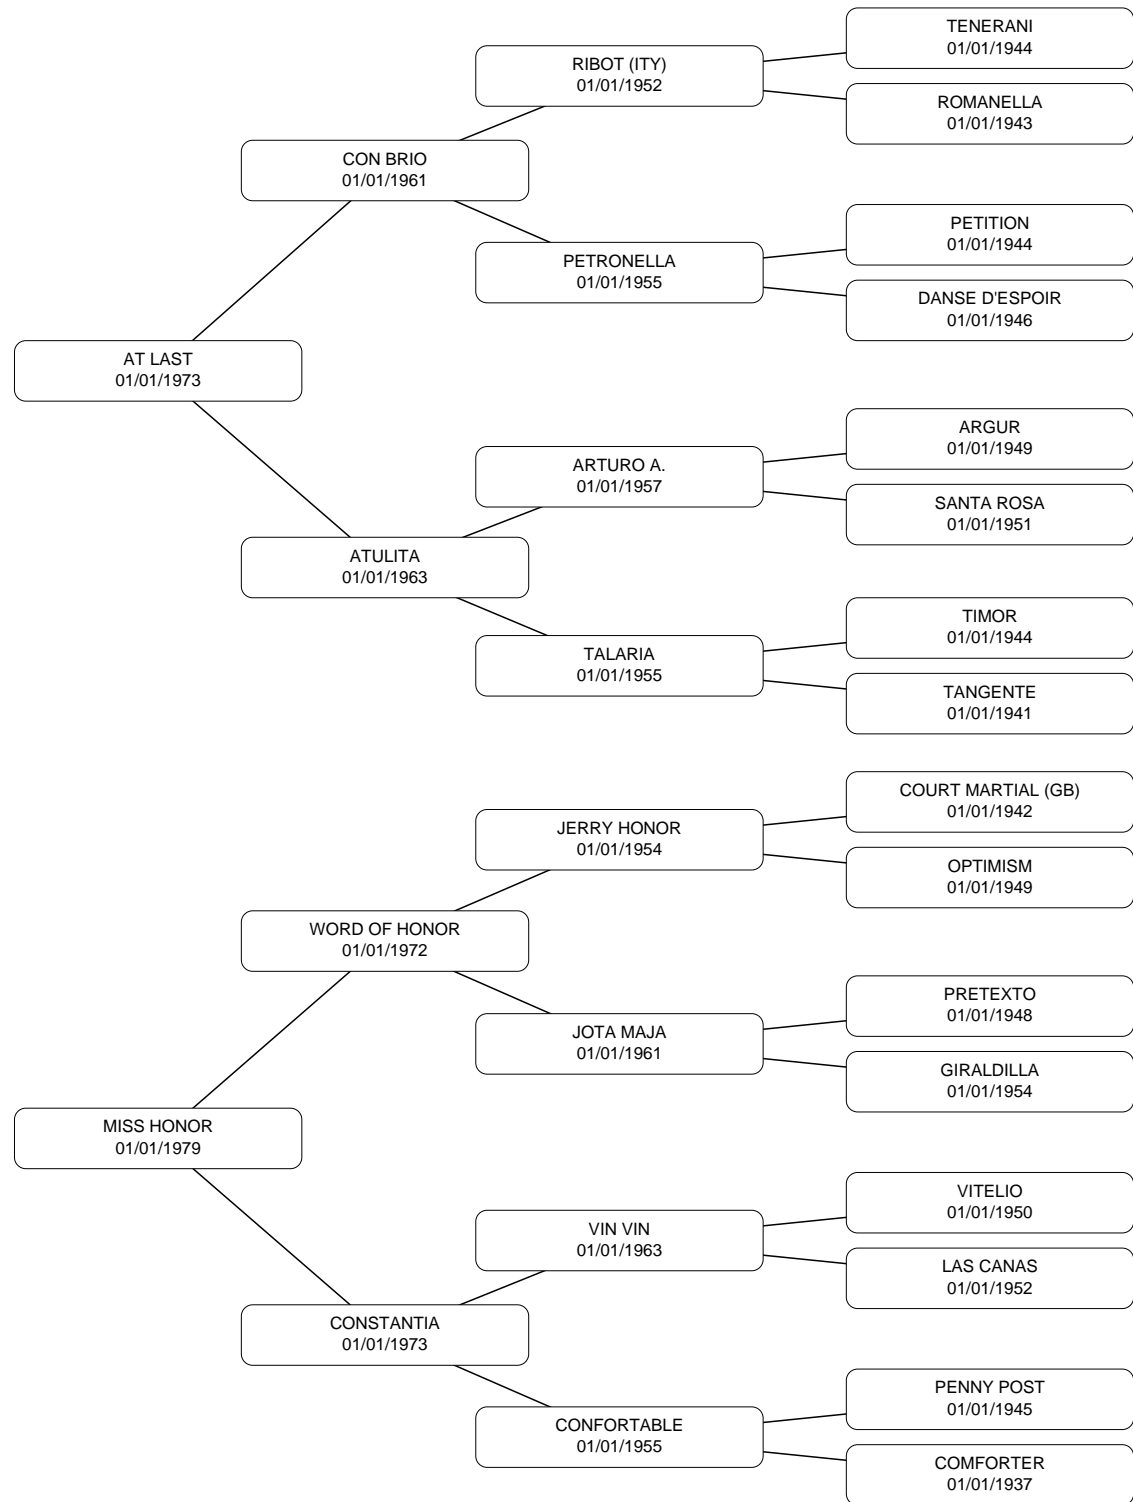 TENERANI
01/01/1944
RIBOT (ITY)
01/01/1952
ROMANELLA
01/01/1943
CON BRIO
01/01/1961
PETITION
01/01/1944
PETRONELLA
01/01/1955
DANSE D'ESPOIR
01/01/1946
AT LAST
01/01/1973
ARGUR
01/01/1949
ARTURO A.
01/01/1957
SANTA ROSA
01/01/1951
ATULITA
01/01/1963
TIMOR
01/01/1944
TALARIA
01/01/1955
TANGENTE
01/01/1941
COURT MARTIAL (GB)
01/01/1942
JERRY HONOR
01/01/1954
OPTIMISM
01/01/1949
WORD OF HONOR
01/01/1972
PRETEXTO
01/01/1948
JOTA MAJA
01/01/1961
GIRALDILLA
01/01/1954
MISS HONOR
01/01/1979
VITELIO
01/01/1950
VIN VIN
01/01/1963
LAS CANAS
01/01/1952
CONSTANTIA
01/01/1973
PENNY POST
01/01/1945
CONFORTABLE
01/01/1955
COMFORTER
01/01/1937